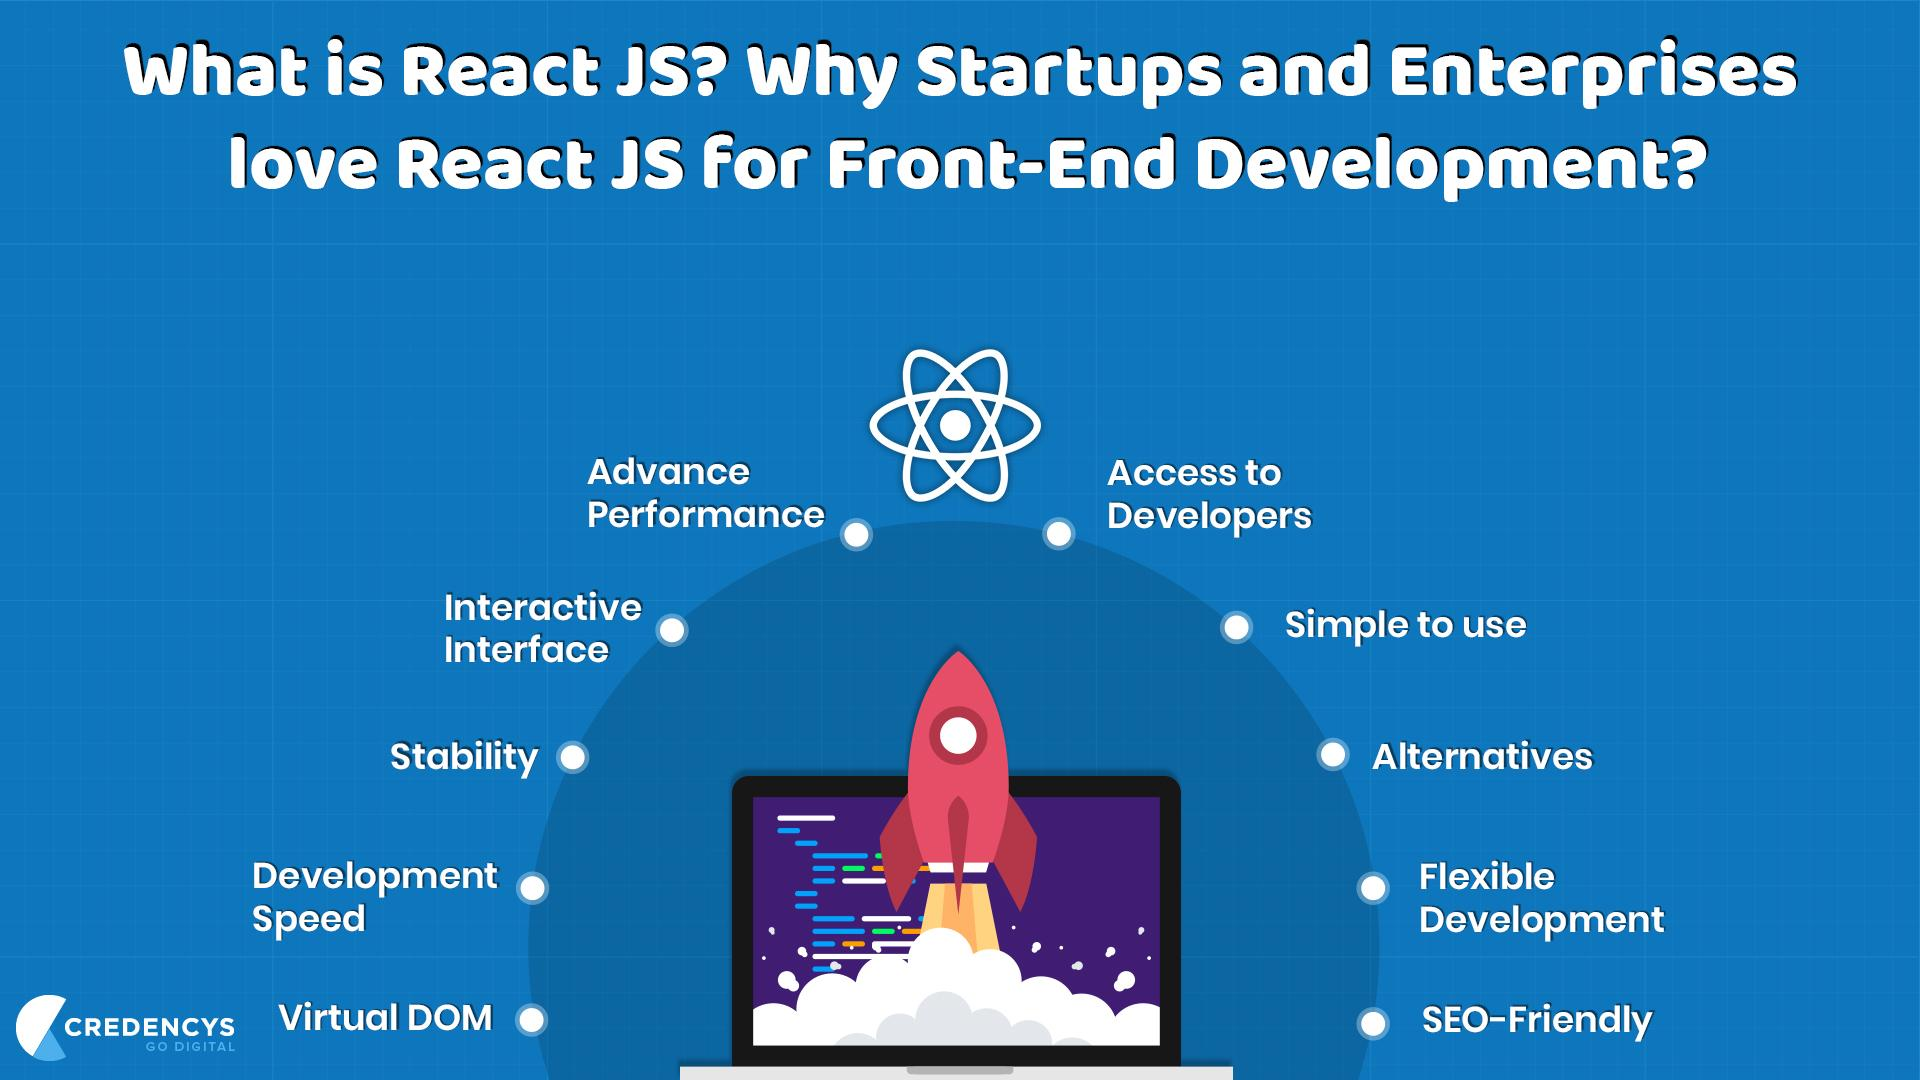 What is React JS? Why Startups and Enterprises
love React JS for Front-End Development?
Advance
Performance
Access to
Developers
Interactive
Interface
Simple to use
Stability
Alternatives
Development
Speed
Flexible
Development
Virtual DOM
SEO-Friendly
CREDENCYS
GO DIGITAL